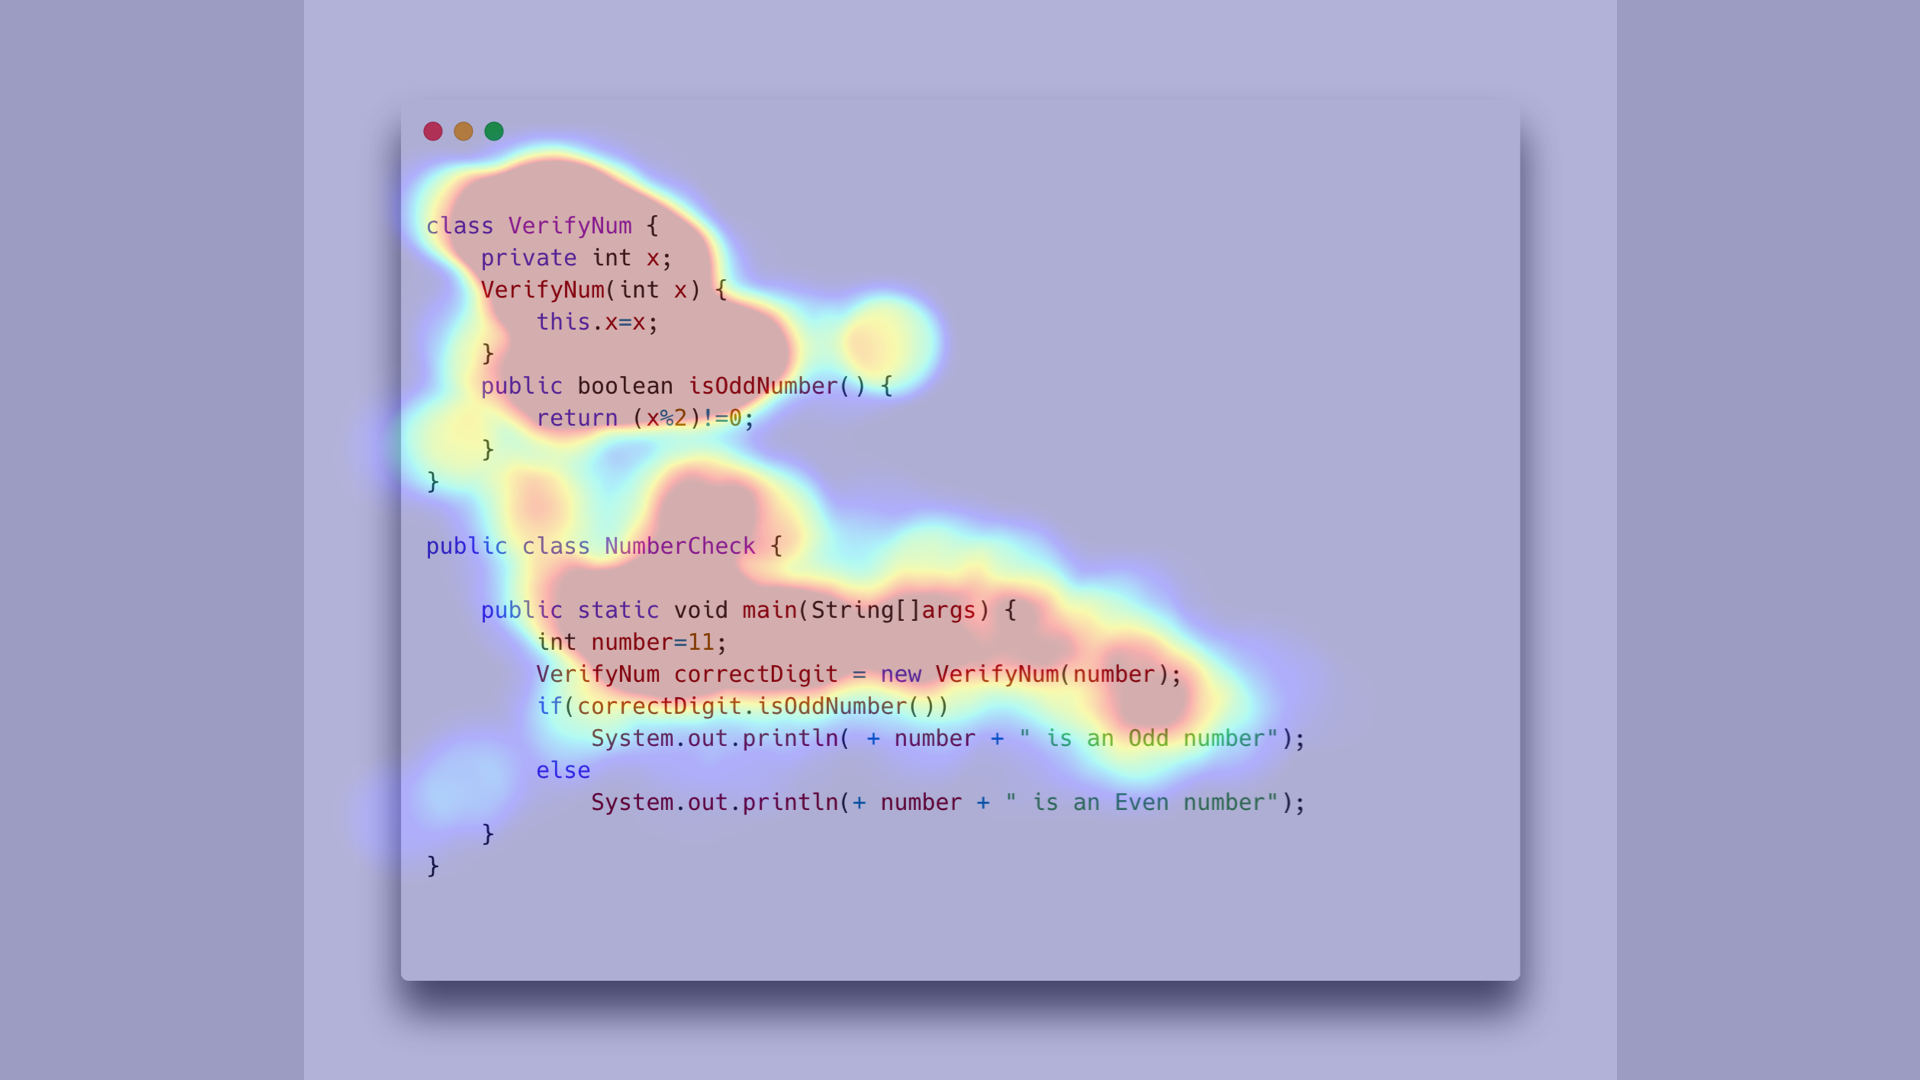 class VerifyNum {
    private int x;
    VerifyNum(int x) {
        this.x=x;
    }
    public boolean isOddNumber() {
        return (x%2)!=0;
    }
}
public class NumberCheck {
    public static void main(String[]args) {
        int number=11;
        VerifyNum correctDigit = new VerifyNum(number);
        if(correctDigit.isOddNumber())
            System.out.println( + number + " is an Odd number");
        else
            System.out.println(+ number + " is an Even number");
    }
}